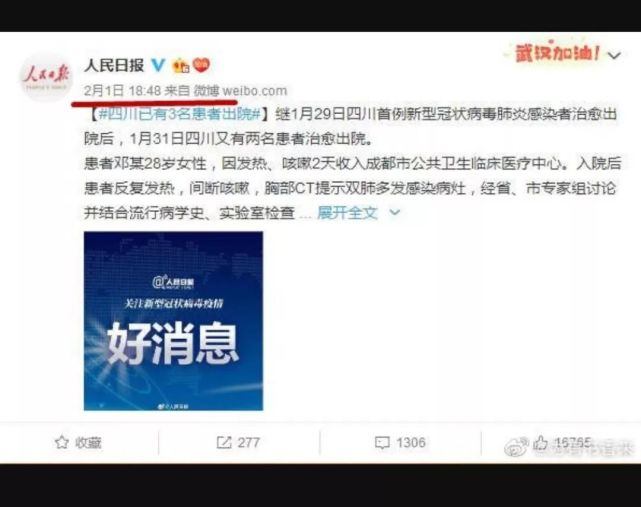 武汉加油!
人民日报
人民日报
2月1日 18:48 来自 微博 weibo.com
【#四川已有3名患者出院#】继1月29日四川首例新型冠状病毒肺炎感染者治愈出
院后，1月31日四川又有两名患者治愈出院。
患者邓某28岁女性，因发热、咳嗽2天收入成都市公共卫生临床医疗中心。入院后
患者反复发热，间断咳嗽，胸部CT提示双肺多发感染病灶，经省、市专家组讨论
并结合流行病学史、实验室检查 ... 展开全文
@人民日报
关注新型冠状病毒疫情
好消息
@人民日报
收藏
277
1306
16765